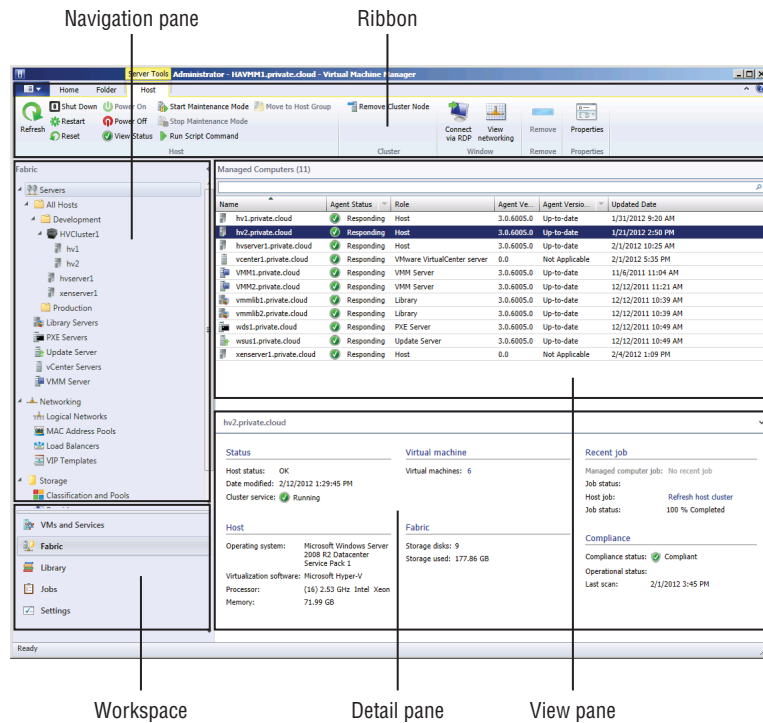 Navigation pane
Ribbon
Server Tools Administrator - HAVMM1.private.cloud - Virtual Machine Manager
Home Folder Host
Refresh
Shut Down Power On Start Maintenance Mode Move to Host Group Remove Cluster Node
Restart Power Off Stop Maintenance Mode
Reset View Status Run Script Command
Connect via RDP
View networking
Remove
Properties
Host Cluster Window Remove Properties
Fabric
Servers
All Hosts
Development
HVCluster1
hv1
hv2
hvserver1
xenserver1
Production
Library Servers
PXE Servers
Update Server
vCenter Servers
VMM Server
Networking
Logical Networks
MAC Address Pools
Load Balancers
VIP Templates
Storage
Classification and Pools
VMs and Services
Fabric
Library
Jobs
Settings
Managed Computers (11)
Name Agent Status Role Agent Ve... Agent Versio... Updated Date
hv1.private.cloud Responding Host 3.0.6005.0 Up-to-date 1/31/2012 9:20 AM
hv2.private.cloud Responding Host 3.0.6005.0 Up-to-date 1/21/2012 2:50 PM
hvserver1.private.cloud Responding Host 3.0.6005.0 Up-to-date 2/1/2012 10:25 AM
vcenter1.private.cloud Responding VMware VirtualCenter server 0.0 Not Applicable 2/1/2012 5:35 PM
VMM1.private.cloud Responding VMM Server 3.0.6005.0 Up-to-date 11/6/2011 11:04 AM
VMM2.private.cloud Responding VMM Server 3.0.6005.0 Up-to-date 12/12/2011 11:21 AM
vmmlib1.private.cloud Responding Library 3.0.6005.0 Up-to-date 12/12/2011 10:39 AM
vmmlib2.private.cloud Responding Library 3.0.6005.0 Up-to-date 12/12/2011 10:39 AM
wds1.private.cloud Responding PXE Server 3.0.6005.0 Up-to-date 12/12/2011 10:49 AM
wsus1.private.cloud Responding Update Server 3.0.6005.0 Up-to-date 12/12/2011 10:49 AM
xenserver1.private.cloud Responding Host 0.0 Not Applicable 2/4/2012 1:09 PM
hv2.private.cloud
Status
Host status: OK
Date modified: 2/12/2012 1:29:45 PM
Cluster service: Running
Virtual machine
Virtual machines: 6
Recent job
Managed computer job: No recent job
Job status:
Host job: Refresh host cluster
Job status: 100 % Completed
Host
Operating system: Microsoft Windows Server
2008 R2 Datacenter
Service Pack 1
Virtualization software: Microsoft Hyper-V
Processor: (16) 2.53 GHz Intel Xeon
Memory: 71.99 GB
Fabric
Storage disks: 9
Storage used: 177.86 GB
Compliance
Compliance status: Compliant
Operational status:
Last scan: 2/1/2012 3:45 PM
Ready
Workspace
Detail pane
View pane